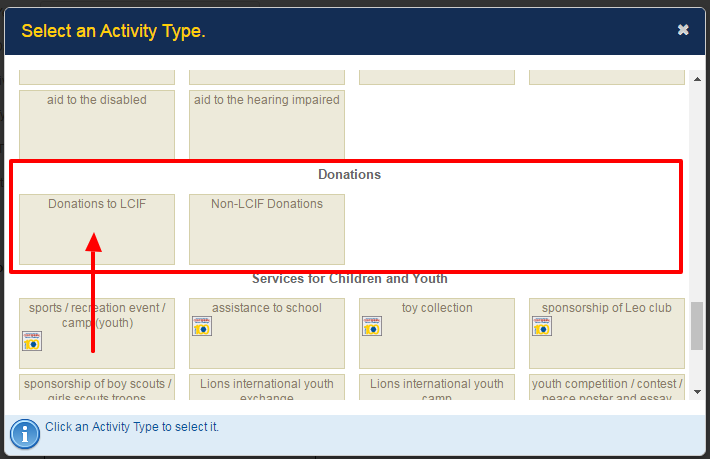 Select an Activity Type.
aid to the disabled
aid to the hearing impaired
Donations
Donations to LCIF
Non-LCIF Donations
Services for Children and Youth
sports / recreation event /
camp (youth)
assistance to school
toy collection
sponsorship of Leo club
sponsorship of boy scouts /
girls scouts troops
Lions international youth
exchange
Lions international youth
camp
youth competition / contest /
peace poster and essay
Click an Activity Type to select it.